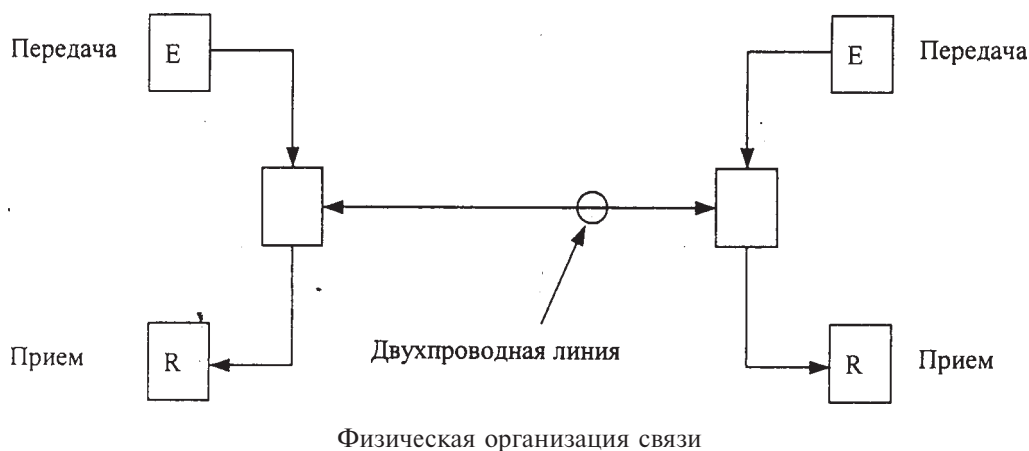 Передача E E Передача
Двухпроводная линия
Прием R R Прием
Физическая организация связи